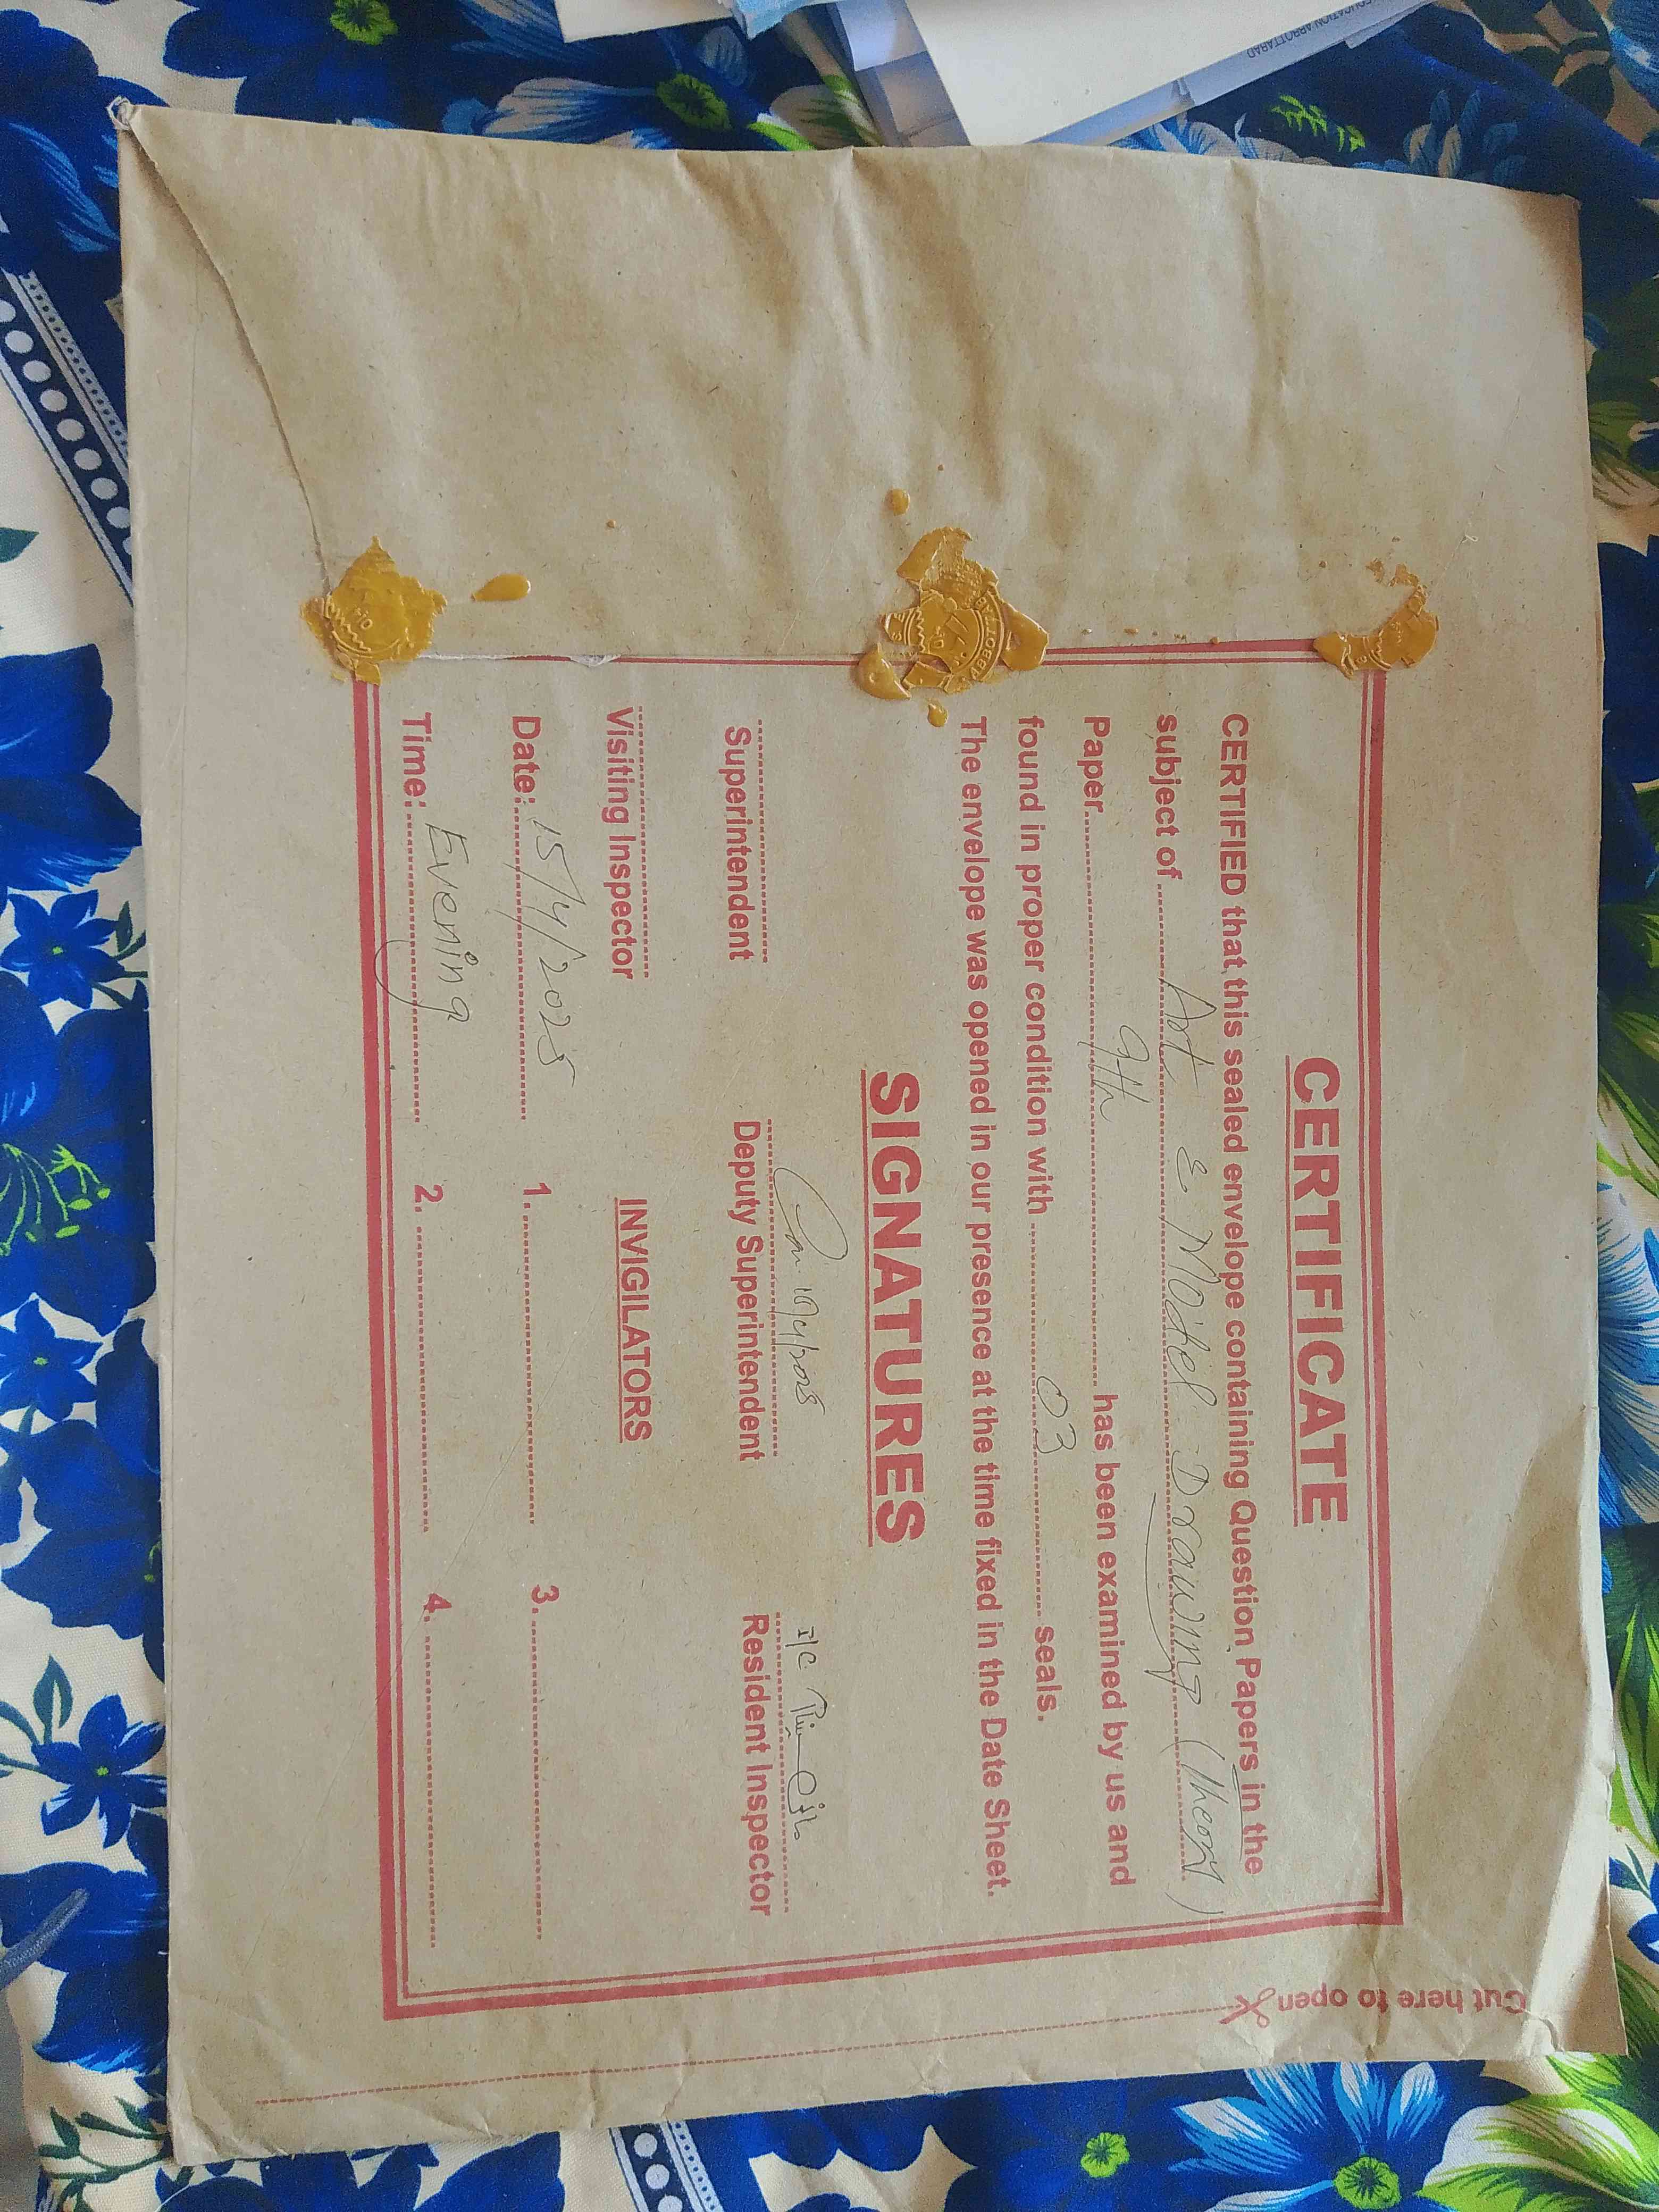 CERTIFICATE
CERTIFIED that this sealed envelope containing Question Papers in the
subject of Art & Model Drawing (Theory)
Paper 9th has been examined by us and
found in proper condition with 03 seals.
The envelope was opened in our presence at the time fixed in the Date Sheet.
SIGNATURES
Superintendent
Deputy Superintendent
Resident Inspector
Visiting Inspector
INVIGILATORS
Date: 15/4/2025
1. 3.
Time: Evening
2. 4.
Cut here to open